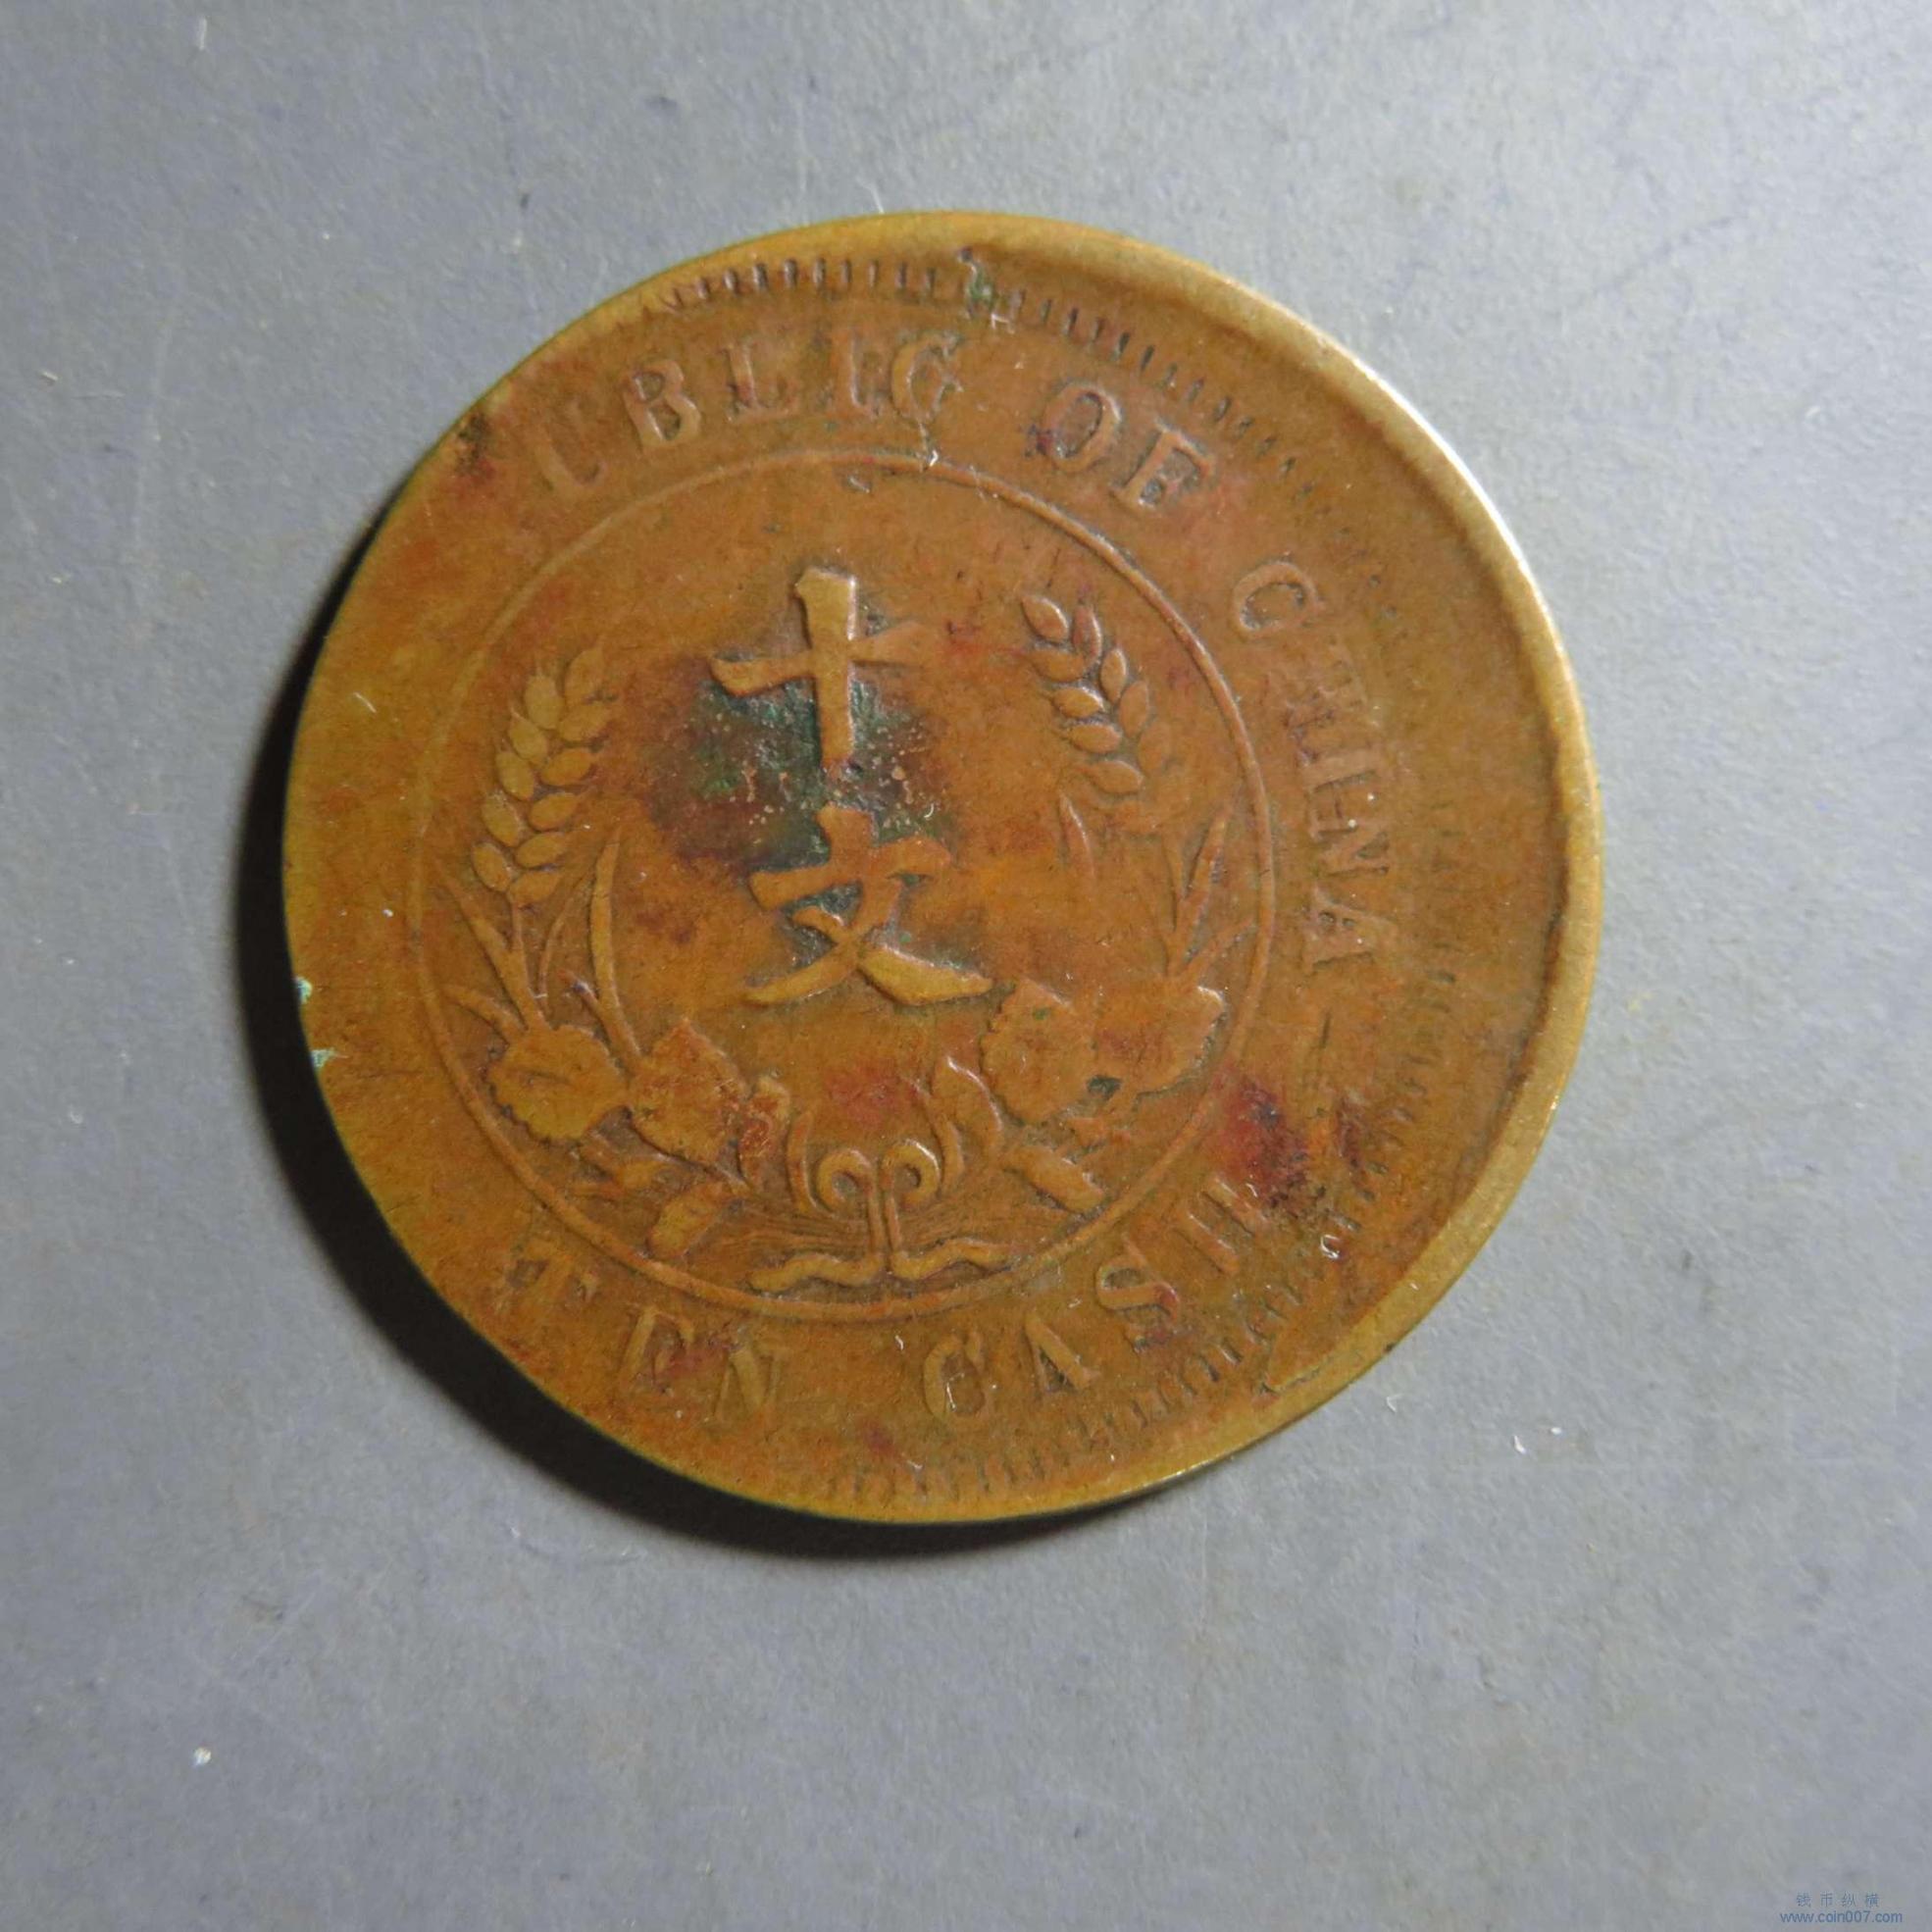 UBLIC OF CHINA
十
文
TEN CASH
钱币纵横
www.coin007.com